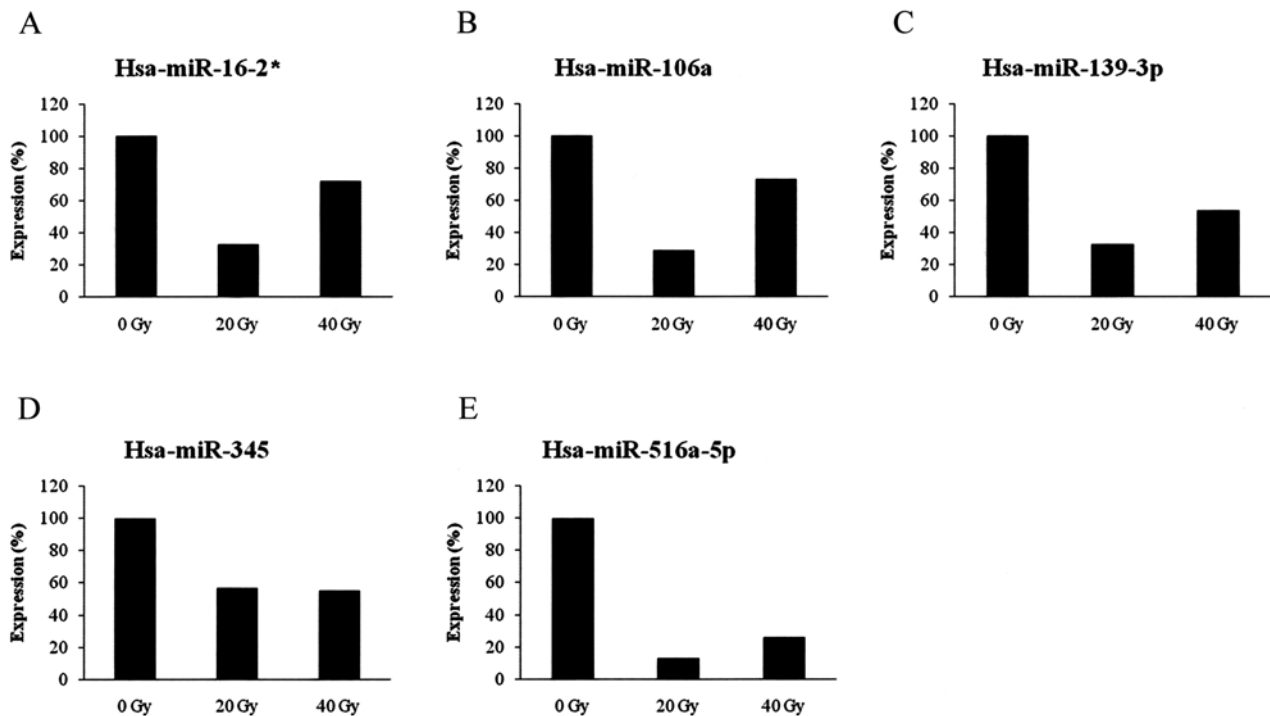 A
Hsa-miR-16-2*
Expression (%)
120
100
80
60
40
20
0
0 Gy
20 Gy
40 Gy
B
Hsa-miR-106a
Expression (%)
120
100
80
60
40
20
0
0 Gy
20 Gy
40 Gy
C
Hsa-miR-139-3p
Expression (%)
120
100
80
60
40
20
0
0 Gy
20 Gy
40 Gy
D
Hsa-miR-345
Expression (%)
120
100
80
60
40
20
0
0 Gy
20 Gy
40 Gy
E
Hsa-miR-516a-5p
Expression (%)
120
100
80
60
40
20
0
0 Gy
20 Gy
40 Gy